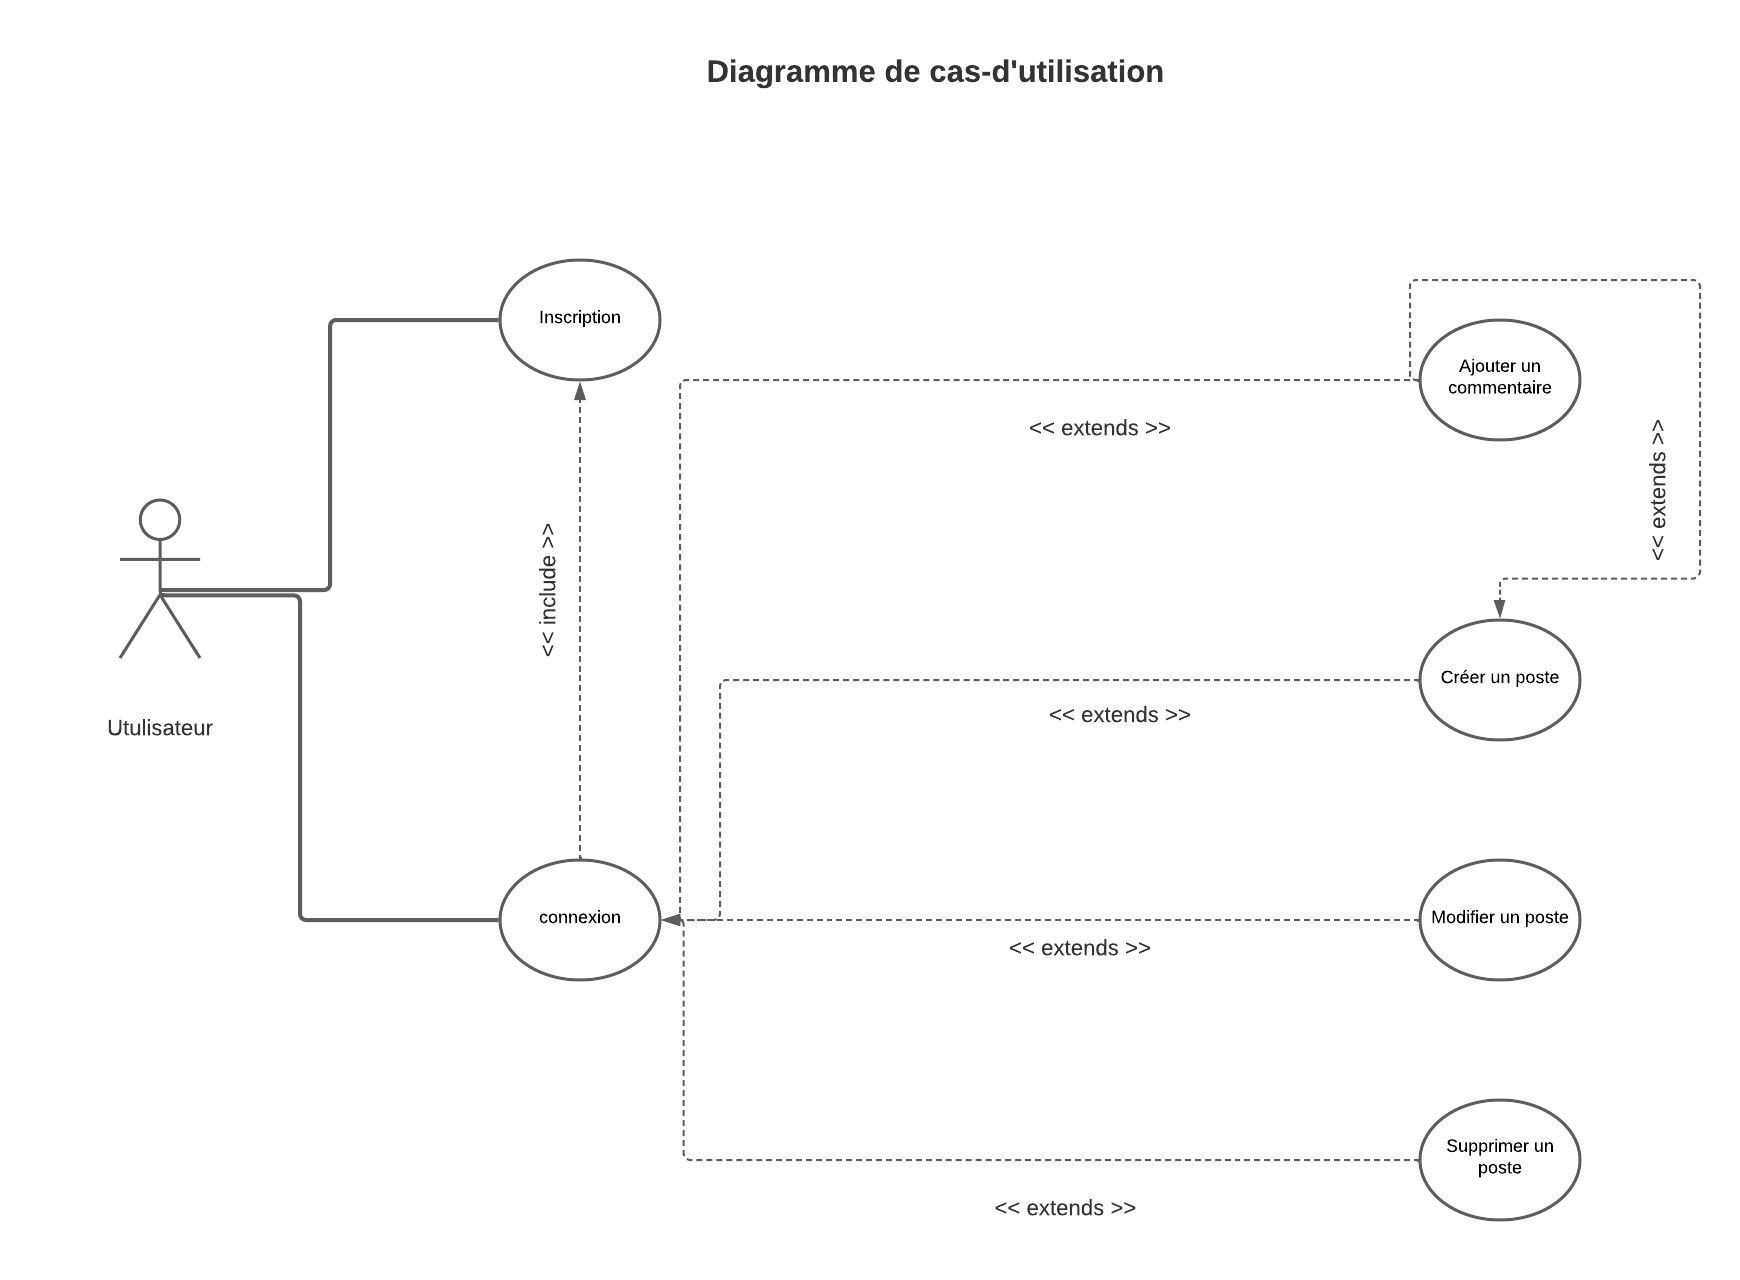 Diagramme de cas-d'utilisation
Inscription
Ajouter un
commentaire
<< extends >>
<< extends >>
<< include >>
Créer un poste
<< extends >>
Utulisateur
connexion
Modifier un poste
<< extends >>
Supprimer un
poste
<< extends >>